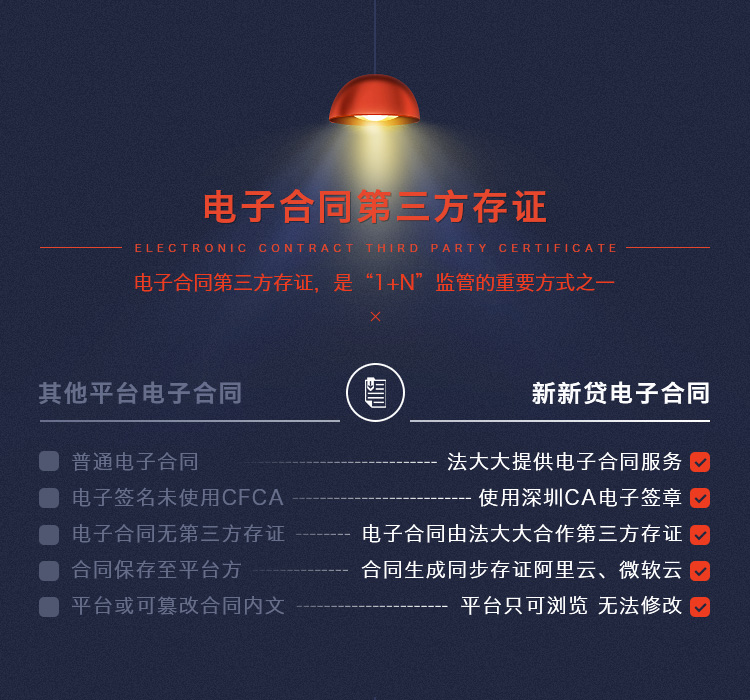 电子合同第三方存证
ELECTRONIC CONTRACT THIRD PARTY CERTIFICATE
电子合同第三方存证，是“1+N”监管的重要方式之一
×
其他平台电子合同 新新贷电子合同
普通电子合同 法大大提供电子合同服务
电子签名未使用CFCA 使用深圳CA电子签章
电子合同无第三方存证 电子合同由法大大合作第三方存证
合同保存至平台方 合同生成同步存证阿里云、微软云
平台或可篡改合同内文 平台只可浏览 无法修改